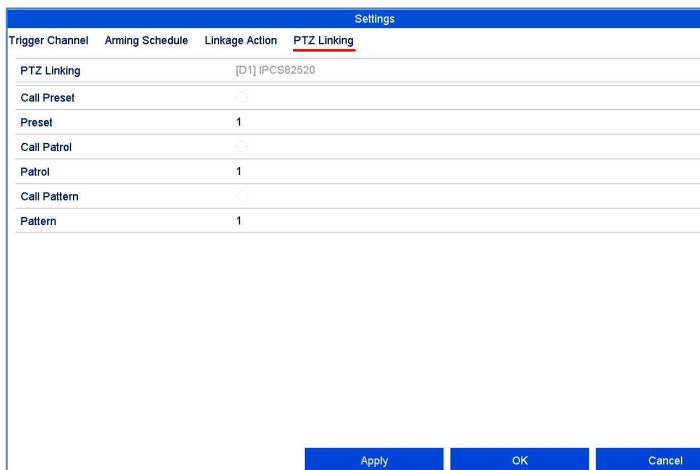 Settings
Trigger Channel Arming Schedule Linkage Action PTZ Linking
PTZ Linking [D1] IPCS82520
Call Preset
Preset 1
Call Patrol
Patrol 1
Call Pattern
Pattern 1
Apply OK Cancel